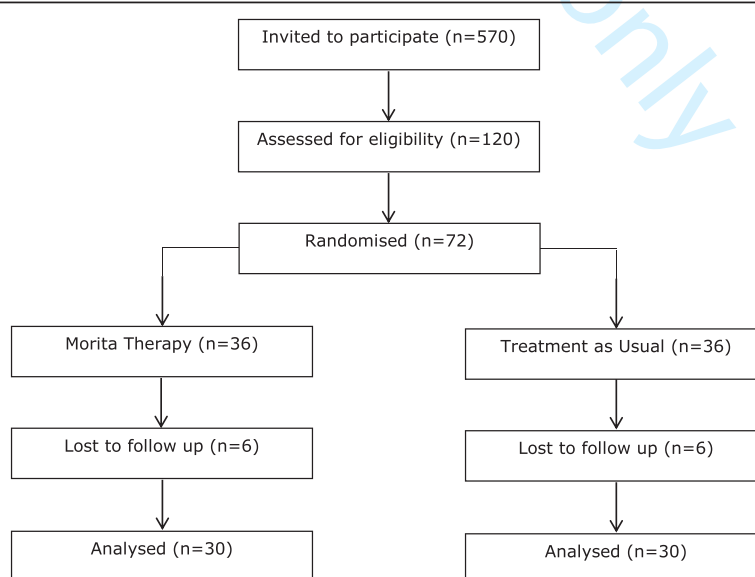 only
Invited to participate (n=570)
Assessed for eligibility (n=120)
Randomised (n=72)
Morita Therapy (n=36)
Treatment as Usual (n=36)
Lost to follow up (n=6)
Lost to follow up (n=6)
Analysed (n=30)
Analysed (n=30)